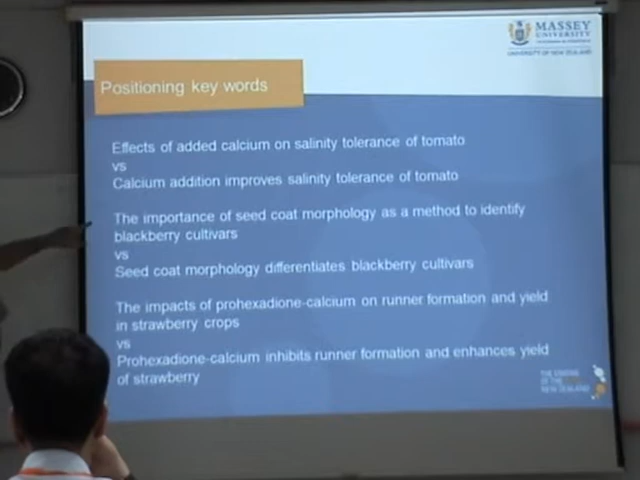 MASSEY
UNIVERSITY
UNIVERSITY OF NEW ZEALAND
Positioning key words
Effects of added calcium on salinity tolerance of tomato
vs
Calcium addition improves salinity tolerance of tomato
The importance of seed coat morphology as a method to identify
blackberry cultivars
vs
Seed coat morphology differentiates blackberry cultivars
The impacts of prohexadione-calcium on runner formation and yield
in strawberry crops
vs
Prohexadione-calcium inhibits runner formation and enhances yield
of strawberry
THE ENGINE
OF THE
NEW ZEALAND